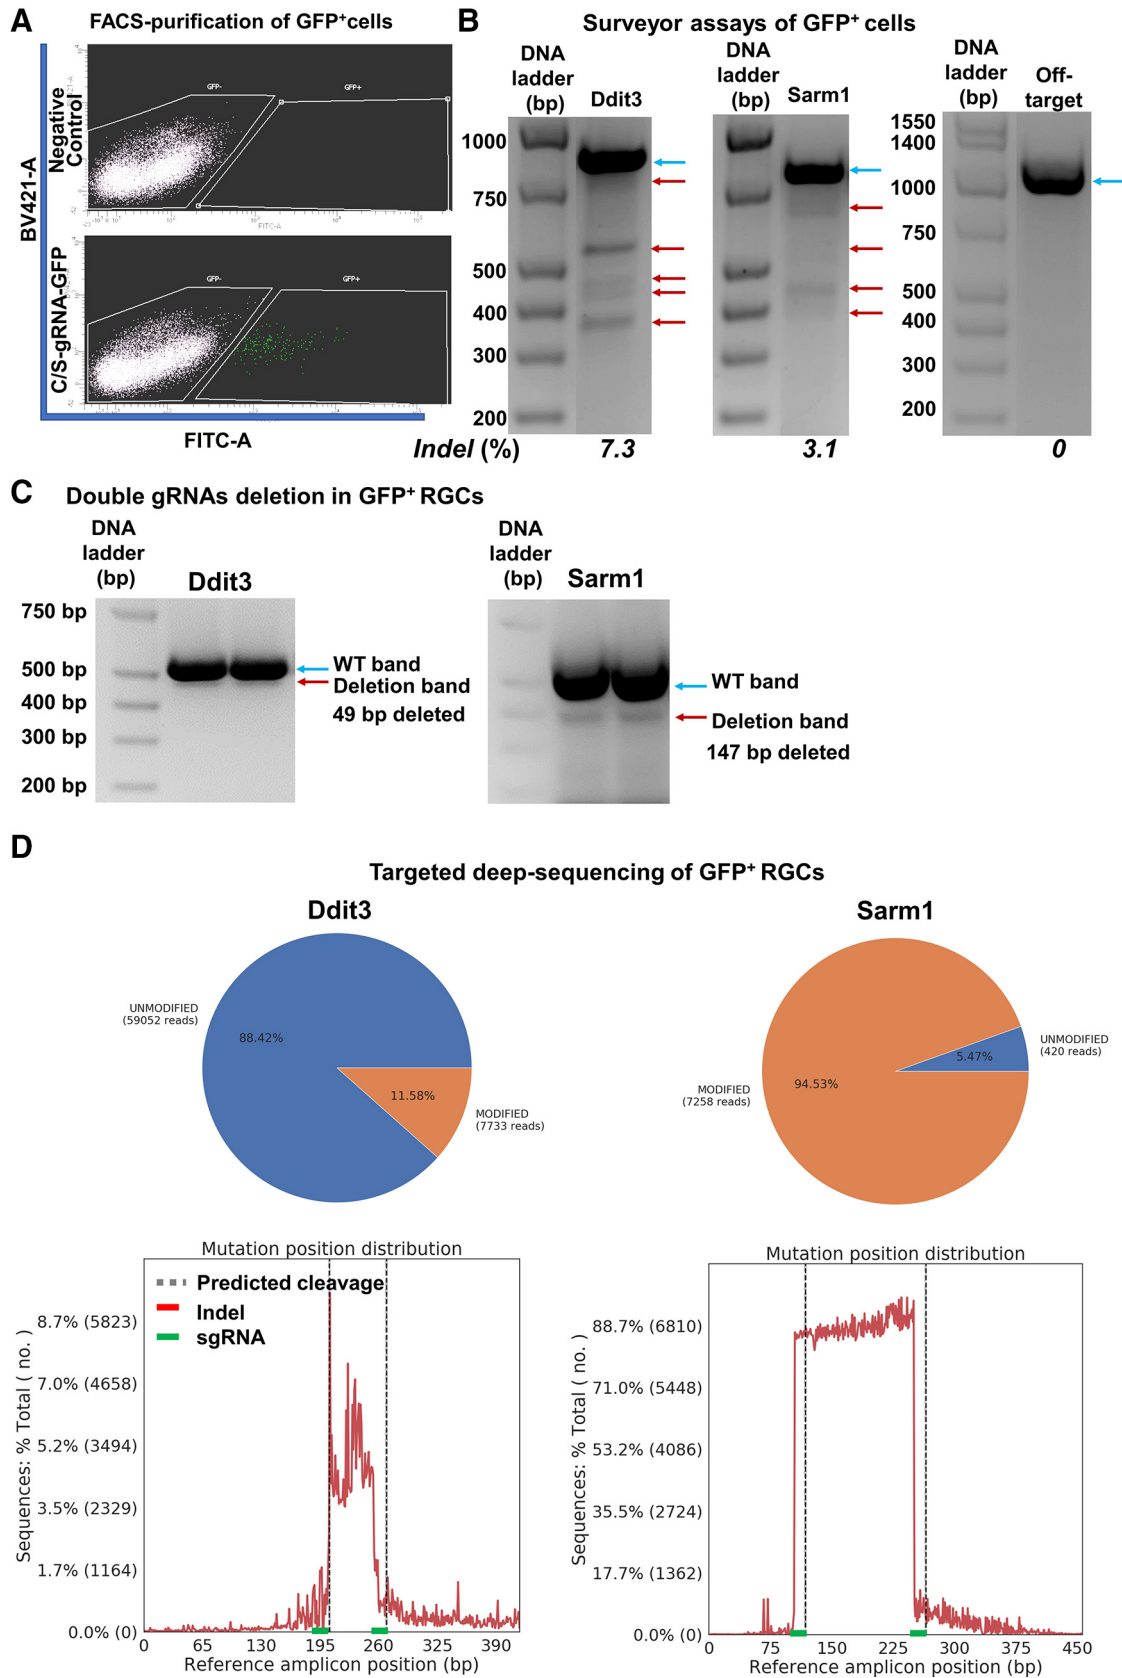 A
FACS-purification of GFP+cells
BV421-A
Negative
Control
GFP-
GFP+
FITC-A
C/S-gRNA-GFP
GFP-
GFP+
FITC-A
B
Surveyor assays of GFP+ cells
DNA
ladder
(bp)
Ddit3
1000
750
500
400
300
200
DNA
ladder
(bp)
Sarm1
DNA
ladder
(bp)
Off-
target
1550
1400
1000
750
500
400
300
200
Indel (%)
7.3
3.1
0
C
Double gRNAs deletion in GFP+ RGCs
DNA
ladder
(bp)
Ddit3
750 bp
500 bp
400 bp
300 bp
200 bp
WT band
Deletion band
49 bp deleted
DNA
ladder
(bp)
Sarm1
WT band
Deletion band
147 bp deleted
D
Targeted deep-sequencing of GFP+ RGCs
Ddit3
UNMODIFIED
(59052 reads)
88.42%
11.58%
MODIFIED
(7733 reads)
Sarm1
UNMODIFIED
(420 reads)
5.47%
94.53%
MODIFIED
(7258 reads)
Mutation position distribution
Predicted cleavage
Indel
sgRNA
Sequences: % Total ( no. )
8.7% (5823)
7.0% (4658)
5.2% (3494)
3.5% (2329)
1.7% (1164)
0.0% (0)
0 65 130 195 260 325 390
Reference amplicon position (bp)
Mutation position distribution
Sequences: % Total ( no. )
88.7% (6810)
71.0% (5448)
53.2% (4086)
35.5% (2724)
17.7% (1362)
0.0% (0)
0 75 150 225 300 375 450
Reference amplicon position (bp)